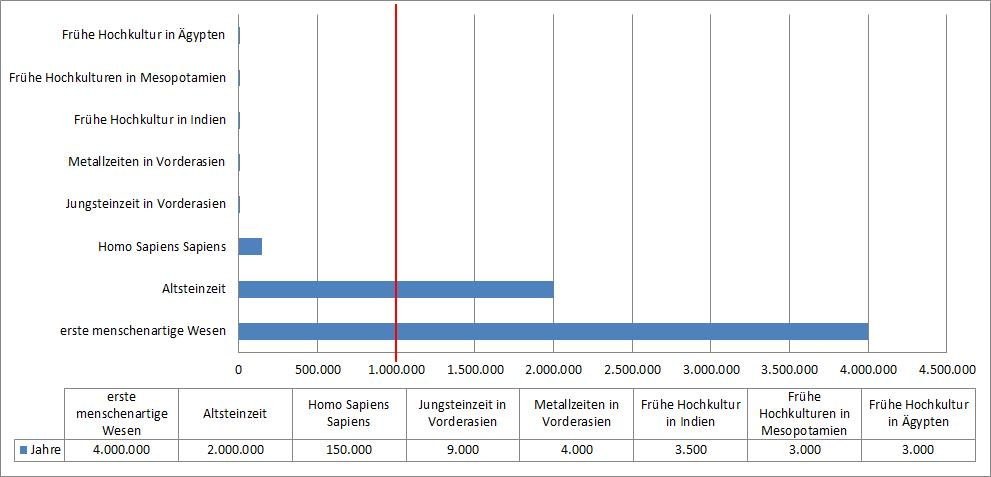 Frühe Hochkultur in Ägypten
Frühe Hochkulturen in Mesopotamien
Frühe Hochkultur in Indien
Metallzeiten in Vorderasien
Jungsteinzeit in Vorderasien
Homo Sapiens Sapiens
Altsteinzeit
erste menschenartige Wesen
0 500.000 1.000.000 1.500.000 2.000.000 2.500.000 3.000.000 3.500.000 4.000.000 4.500.000
erste
menschenartige
Wesen
Altsteinzeit
Homo Sapiens
Sapiens
Jungsteinzeit in
Vorderasien
Metallzeiten in
Vorderasien
Frühe Hochkultur
in Indien
Frühe
Hochkulturen in
Mesopotamien
Frühe Hochkultur
in Ägypten
Jahre 4.000.000 2.000.000 150.000 9.000 4.000 3.500 3.000 3.000